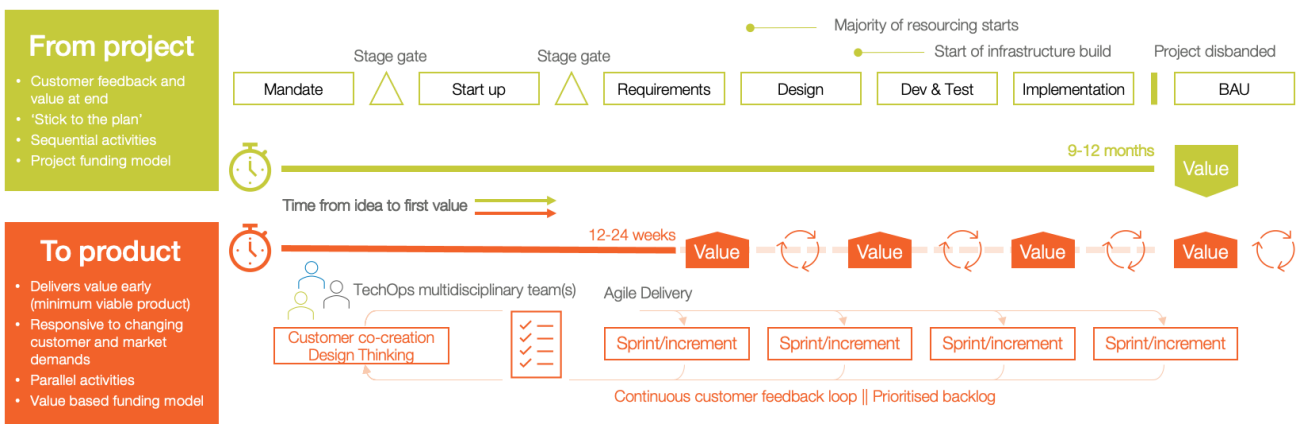 From project
• Customer feedback and
value at end
• 'Stick to the plan'
• Sequential activities
• Project funding model
Majority of resourcing starts
Stage gate
Stage gate
Start of infrastructure build
Project disbanded
Mandate
Start up
Requirements
Design
Dev & Test
Implementation
BAU
9-12 months
Value
Time from idea to first value
To product
• Delivers value early
(minimum viable product)
• Responsive to changing
customer and market
demands
• Parallel activities
• Value based funding model
12-24 weeks
Value
Value
Value
Value
TechOps multidisciplinary team(s)
Agile Delivery
Customer co-creation
Design Thinking
Sprint/increment
Sprint/increment
Sprint/increment
Sprint/increment
Continuous customer feedback loop || Prioritised backlog